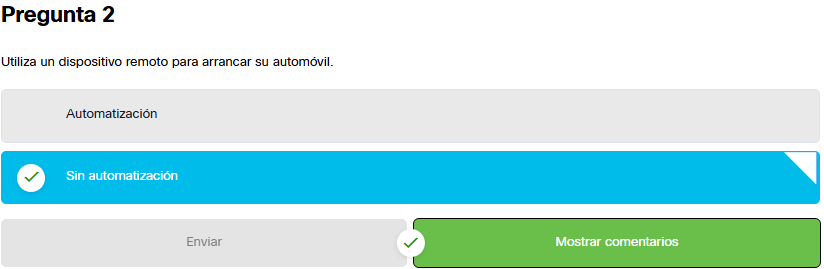 Pregunta 2
Utiliza un dispositivo remoto para arrancar su automóvil.
Automatización
Sin automatización
Enviar
Mostrar comentarios